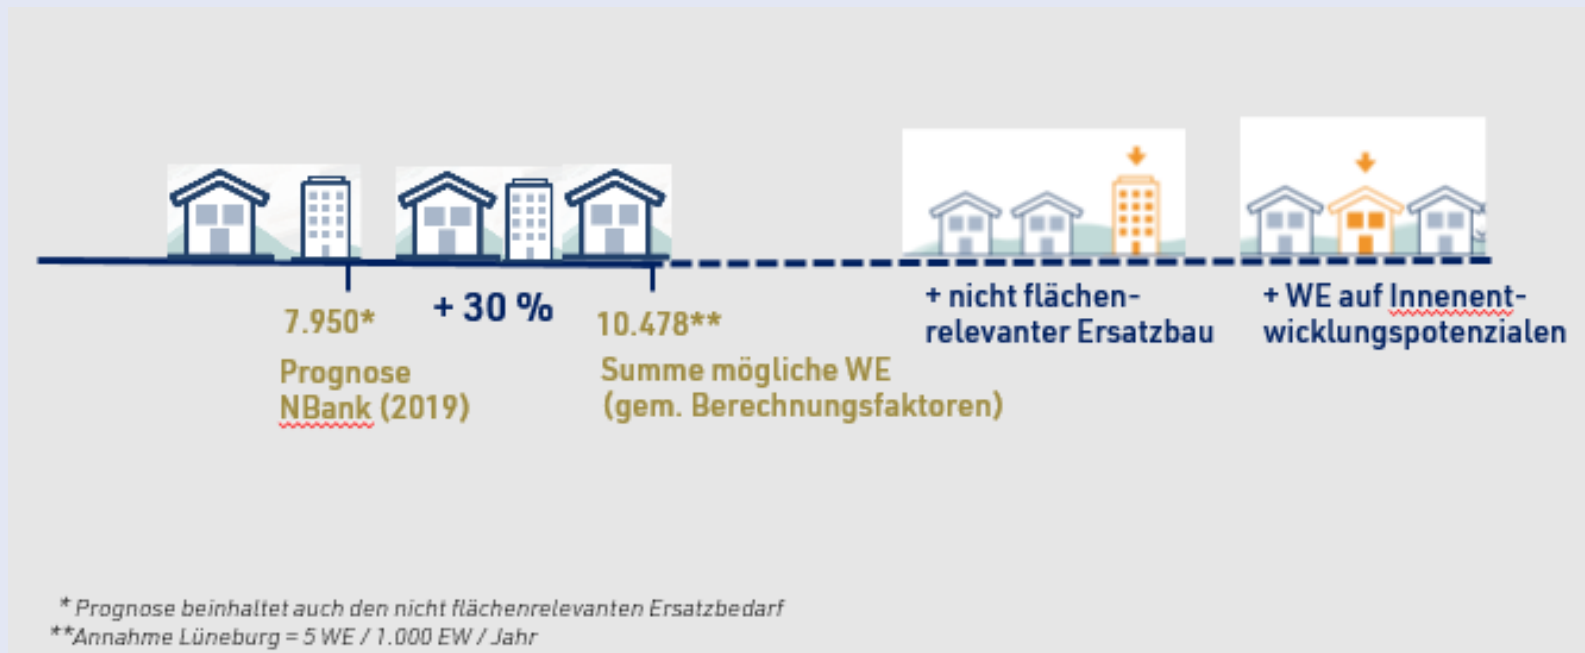 7.950*
+ 30 %
10.478**
Prognose
NBank (2019)
Summe mögliche WE
(gem. Berechnungsfaktoren)
+ nicht flächen-
relevanter Ersatzbau
+ WE auf Innenent-
wicklungspotenzialen
* Prognose beinhaltet auch den nicht flächenrelevanten Ersatzbedarf
**Annahme Lüneburg = 5 WE / 1.000 EW / Jahr